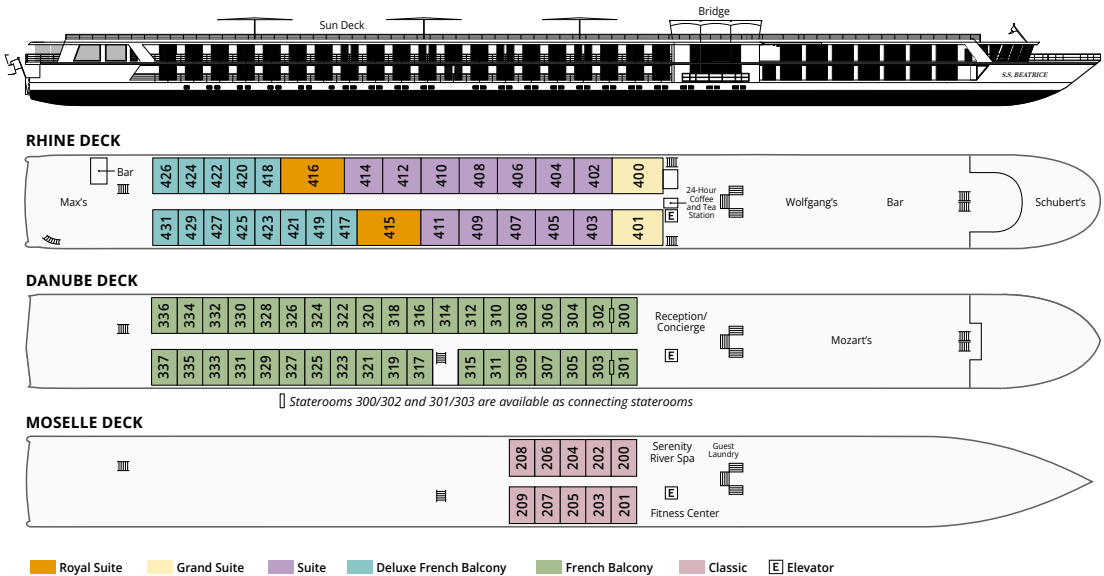 Bridge
Sun Deck
S.S. BEATRICE
RHINE DECK
Bar
Max's
426 424 422 420 418 416 414 412 410 408 406 404 402 400
24-Hour
Coffee
and Tea
Station
E
Wolfgang's
Bar
Schubert's
431 429 427 425 423 421 419 417 415 411 409 407 405 403 401
DANUBE DECK
336 334 332 330 328 326 324 322 320 318 316 314 312 310 308 306 304 302 300
Reception/
Concierge
E
Mozart's
337 335 333 331 329 327 325 323 321 319 317 315 311 309 307 305 303 301
Staterooms 300/302 and 301/303 are available as connecting staterooms
MOSELLE DECK
208 206 204 202 200
Serenity
River Spa
Guest
Laundry
E
209 207 205 203 201
Fitness Center
Royal Suite
Grand Suite
Suite
Deluxe French Balcony
French Balcony
Classic
E Elevator